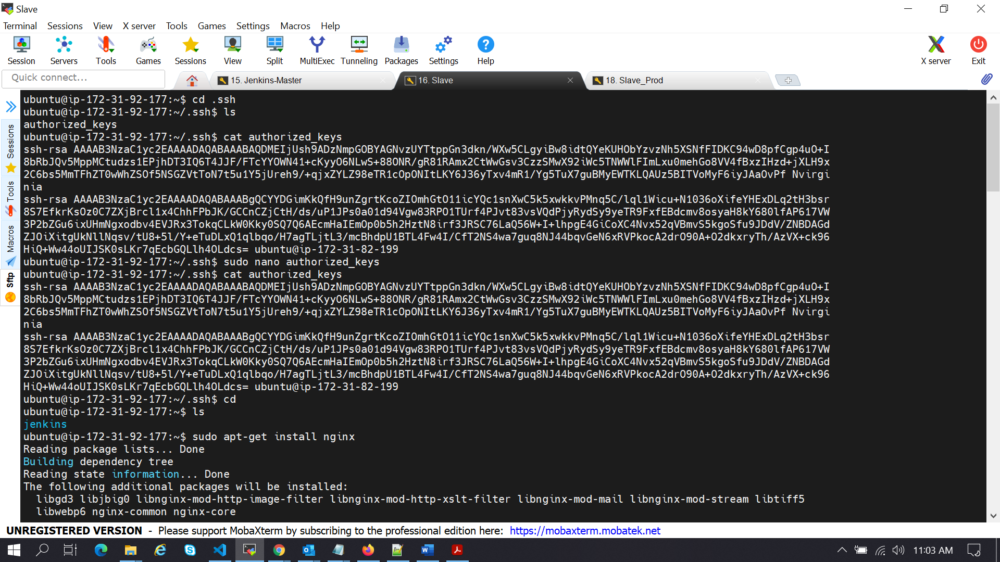 Slave
Terminal Sessions View X server Tools Games Settings Macros Help
Session Servers Tools Games Sessions View Split MultiExec Tunneling Packages Settings Help X server Exit
Quick connect...
15. Jenkins-Master
16. Slave
18. Slave_Prod
Sessions
Tools
Macros
Sftp
ubuntu@ip-172-31-92-177:~$ cd .ssh
ubuntu@ip-172-31-92-177:~/.ssh$ ls
authorized_keys
ubuntu@ip-172-31-92-177:~/.ssh$ cat authorized_keys
ssh-rsa AAAAB3NzaC1yc2EAAAADAQABAAABAQDMEIjUsh9ADzNmpGOBYAGNvzUYTtppGn3dkn/WXw5CLgyiBw8idtQYeKUHObYzvzNh5XSNfFIDKC94wD8pfCgp4uO+I
8bRbJQv5MppMCtudzs1EPjhDT3IQ6T4JJF/FTcYYOWN41+cKyyO6NLwS+88ONR/gR81RAmx2CtWwGsv3CzzSMwX92iWc5TNWWlFImLxu0mehGo8VV4fBxzIHzd+jXLH9x
2C6bs5MmTFhZT0wWhZSOf5NSGZVtToN7t5u1Y5jUreh9/+qjxZYLZ98eTR1cOpONItLKY6J36yTxv4mR1/Yg5TuX7guBMyEWTKLQAUz5BITVoMyF6iyJAaOvPf Nvirgi
nia
ssh-rsa AAAAB3NzaC1yc2EAAAADAQABAAABgQCYYDGimKkQfH9unZgrtKcoZIOmhGtO11icYQc1snXwC5k5xwkkvPMnq5C/lql1Wicu+N1036oXifeYHExDLq2tH3bsr
8S7EfkrKsOz0C7ZXjBrcl1x4ChhFPbJK/GCCnCZjCtH/ds/uP1JPs0a01d94Vgw83RPO1TUrf4PJvt83vsVQdPjyRydSy9yeTR9FxfEBdcmv8osyaH8kY680lfAP617VW
3P2bZGu6ixUHmNgxodbv4EVJRx3TokqCLkW0Kky0SQ7Q6AEcmHaIEmOp0b5h2HztN8irf3JRSC76LaQ56W+I+lhpgE4GiCoXC4Nvx52qVBmvS5kgoSfu9JDdV/ZNBDAGd
ZJOiXitgUkNllNqsv/tU8+5l/Y+eTuDLxQ1qlbqo/H7agTLjtL3/mcBhdpU1BTL4Fw4I/CfT2NS4wa7guq8NJ44bqvGeN6xRVPkocA2drO90A+O2dkxryTh/AzVX+ck96
HiQ+Ww44oUIJSK0sLKr7qEcbGQLlh4OLdcs= ubuntu@ip-172-31-82-199
ubuntu@ip-172-31-92-177:~/.ssh$ sudo nano authorized_keys
ubuntu@ip-172-31-92-177:~/.ssh$ cat authorized_keys
ssh-rsa AAAAB3NzaC1yc2EAAAADAQABAAABAQDMEIjUsh9ADzNmpGOBYAGNvzUYTtppGn3dkn/WXw5CLgyiBw8idtQYeKUHObYzvzNh5XSNfFIDKC94wD8pfCgp4uO+I
8bRbJQv5MppMCtudzs1EPjhDT3IQ6T4JJF/FTcYYOWN41+cKyyO6NLwS+88ONR/gR81RAmx2CtWwGsv3CzzSMwX92iWc5TNWWlFImLxu0mehGo8VV4fBxzIHzd+jXLH9x
2C6bs5MmTFhZT0wWhZSOf5NSGZVtToN7t5u1Y5jUreh9/+qjxZYLZ98eTR1cOpONItLKY6J36yTxv4mR1/Yg5TuX7guBMyEWTKLQAUz5BITVoMyF6iyJAaOvPf Nvirgi
nia
ssh-rsa AAAAB3NzaC1yc2EAAAADAQABAAABgQCYYDGimKkQfH9unZgrtKcoZIOmhGtO11icYQc1snXwC5k5xwkkvPMnq5C/lql1Wicu+N1036oXifeYHExDLq2tH3bsr
8S7EfkrKsOz0C7ZXjBrcl1x4ChhFPbJK/GCCnCZjCtH/ds/uP1JPs0a01d94Vgw83RPO1TUrf4PJvt83vsVQdPjyRydSy9yeTR9FxfEBdcmv8osyaH8kY680lfAP617VW
3P2bZGu6ixUHmNgxodbv4EVJRx3TokqCLkW0Kky0SQ7Q6AEcmHaIEmOp0b5h2HztN8irf3JRSC76LaQ56W+I+lhpgE4GiCoXC4Nvx52qVBmvS5kgoSfu9JDdV/ZNBDAGd
ZJOiXitgUkNllNqsv/tU8+5l/Y+eTuDLxQ1qlbqo/H7agTLjtL3/mcBhdpU1BTL4Fw4I/CfT2NS4wa7guq8NJ44bqvGeN6xRVPkocA2drO90A+O2dkxryTh/AzVX+ck96
HiQ+Ww44oUIJSK0sLKr7qEcbGQLlh4OLdcs= ubuntu@ip-172-31-82-199
ubuntu@ip-172-31-92-177:~/.ssh$ cd
ubuntu@ip-172-31-92-177:~$ ls
jenkins
ubuntu@ip-172-31-92-177:~$ sudo apt-get install nginx
Reading package lists... Done
Building dependency tree
Reading state information... Done
The following additional packages will be installed:
  libgd3 libjbig0 libnginx-mod-http-image-filter libnginx-mod-http-xslt-filter libnginx-mod-mail libnginx-mod-stream libtiff5
  libwebp6 nginx-common nginx-core
UNREGISTERED VERSION - Please support MobaXterm by subscribing to the professional edition here: https://mobaxterm.mobatek.net
11:03 AM